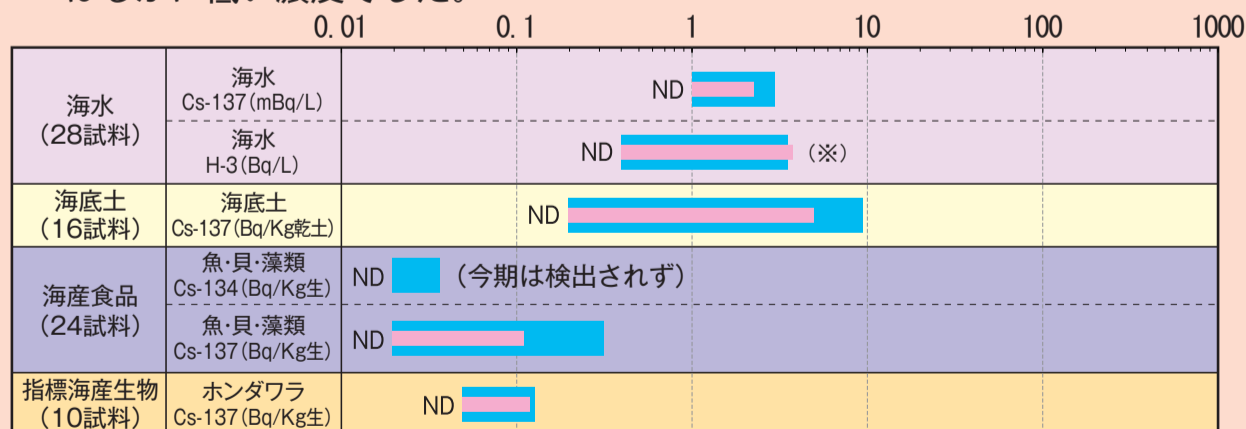 0.01 0.1 1 10 100 1000
海水
(28試料)
海水
Cs-137(mBq/L)
ND
海水
H-3(Bq/L)
ND
(※)
海底土
(16試料)
海底土
Cs-137(Bq/Kg乾土)
ND
海産食品
(24試料)
魚・貝・藻類
Cs-134(Bq/Kg生)
ND
(今期は検出されず)
魚・貝・藻類
Cs-137(Bq/Kg生)
ND
指標海産生物
(10試料)
ホンダワラ
Cs-137(Bq/Kg生)
ND